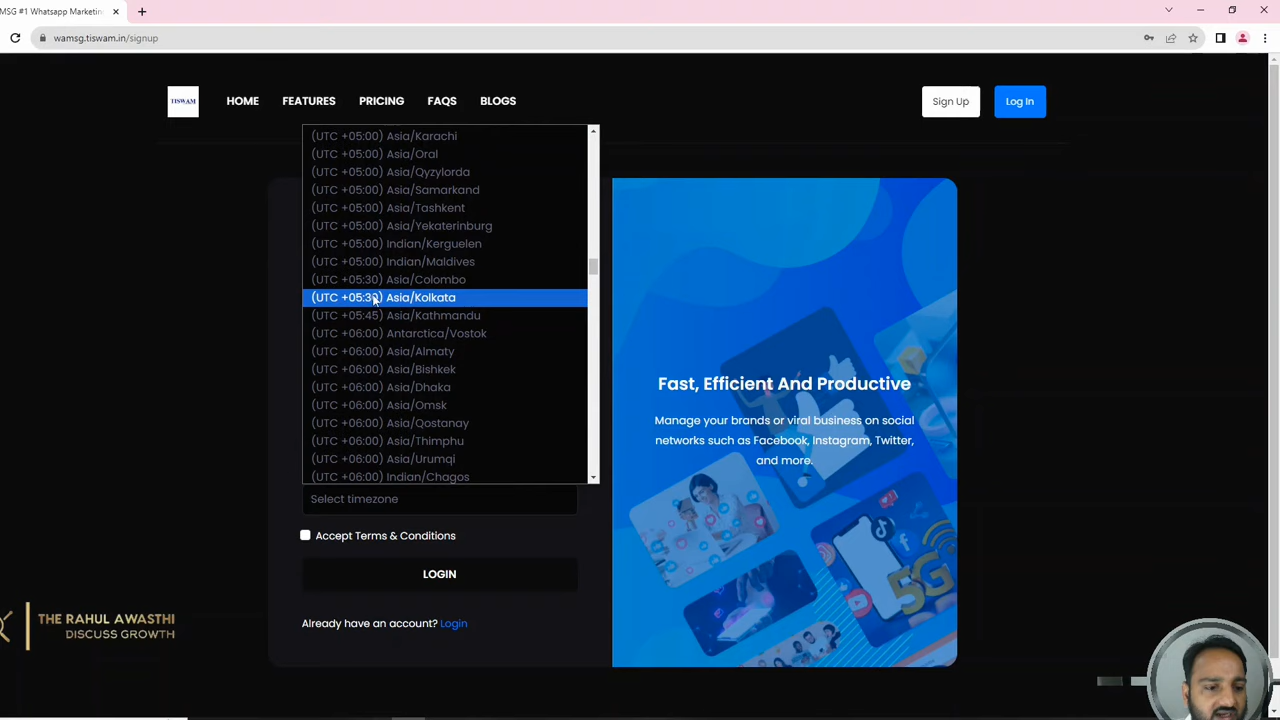 MSG #1 Whatsapp Marketin
wamsg.tiswam.in/signup
TISWAM
HOME
FEATURES
PRICING
FAQS
BLOGS
Sign Up
Log In
(UTC +05:00) Asia/Karachi
(UTC +05:00) Asia/Oral
(UTC +05:00) Asia/Qyzylorda
(UTC +05:00) Asia/Samarkand
(UTC +05:00) Asia/Tashkent
(UTC +05:00) Asia/Yekaterinburg
(UTC +05:00) Indian/Kerguelen
(UTC +05:00) Indian/Maldives
(UTC +05:30) Asia/Colombo
(UTC +05:30) Asia/Kolkata
(UTC +05:45) Asia/Kathmandu
(UTC +06:00) Antarctica/Vostok
(UTC +06:00) Asia/Almaty
(UTC +06:00) Asia/Bishkek
(UTC +06:00) Asia/Dhaka
(UTC +06:00) Asia/Omsk
(UTC +06:00) Asia/Qostanay
(UTC +06:00) Asia/Thimphu
(UTC +06:00) Asia/Urumqi
(UTC +06:00) Indian/Chagos
Select timezone
Accept Terms & Conditions
LOGIN
Already have an account? Login
Fast, Efficient And Productive
Manage your brands or viral business on social
networks such as Facebook, Instagram, Twitter,
and more.
5G
THE RAHUL AWASTHI
DISCUSS GROWTH